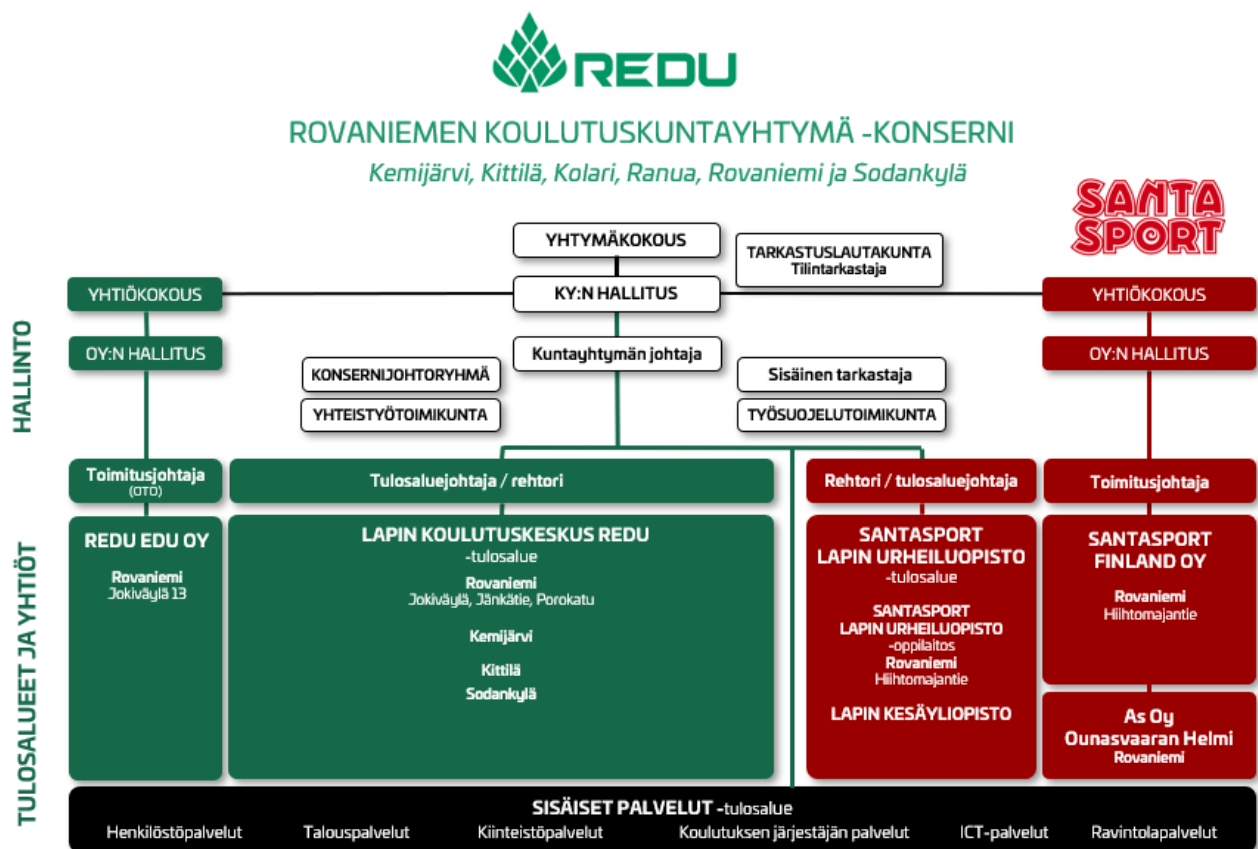 REDU
ROVANIEMEN KOULUTUSKUNTAYHTYMÄ -KONSERNI
Kemijärvi, Kittilä, Kolari, Ranua, Rovaniemi ja Sodankylä
SANTA
SPORT
HALLINTO
YHTYMÄKOKOUS
TARKASTUSLAUTAKUNTA
Tilintarkastaja
YHTIÖKOKOUS
KY:N HALLITUS
YHTIÖKOKOUS
OY:N HALLITUS
Kuntayhtymän johtaja
OY:N HALLITUS
KONSERNIJOHTORYHMÄ
Sisäinen tarkastaja
YHTEISTYÖTOIMIKUNTA
TYÖSUOJELUTOIMIKUNTA
TULOSALUEET JA YHTIÖT
Toimitusjohtaja
(OTO)
Tulosaluejohtaja / rehtori
Rehtori / tulosaluejohtaja
Toimitusjohtaja
REDU EDU OY
Rovaniemi
Jokiväylä 13
LAPIN KOULUTUSKESKUS REDU
-tulosalue
Rovaniemi
Jokiväylä, Jänkätie, Porokatu
Kemijärvi
Kittilä
Sodankylä
SANTASPORT
LAPIN URHEILUOPISTO
-tulosalue
SANTASPORT
LAPIN URHEILUOPISTO
-oppilaitos
Rovaniemi
Hiihtomajantie
LAPIN KESÄYLIOPISTO
SANTASPORT
FINLAND OY
Rovaniemi
Hiihtomajantie
As Oy
Ounasvaaran Helmi
Rovaniemi
SISÄISET PALVELUT -tulosalue
Henkilöstöpalvelut Talouspalvelut Kiinteistöpalvelut Koulutuksen järjestäjän palvelut ICT-palvelut Ravintolapalvelut